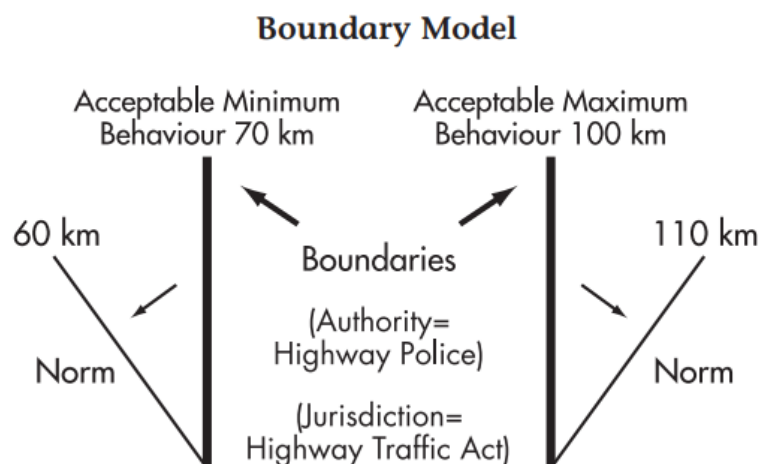 Boundary Model
Acceptable Minimum
Behaviour 70 km
Acceptable Maximum
Behaviour 100 km
60 km
110 km
Boundaries
(Authority=
Highway Police)
Norm
Norm
(Jurisdiction=
Highway Traffic Act)